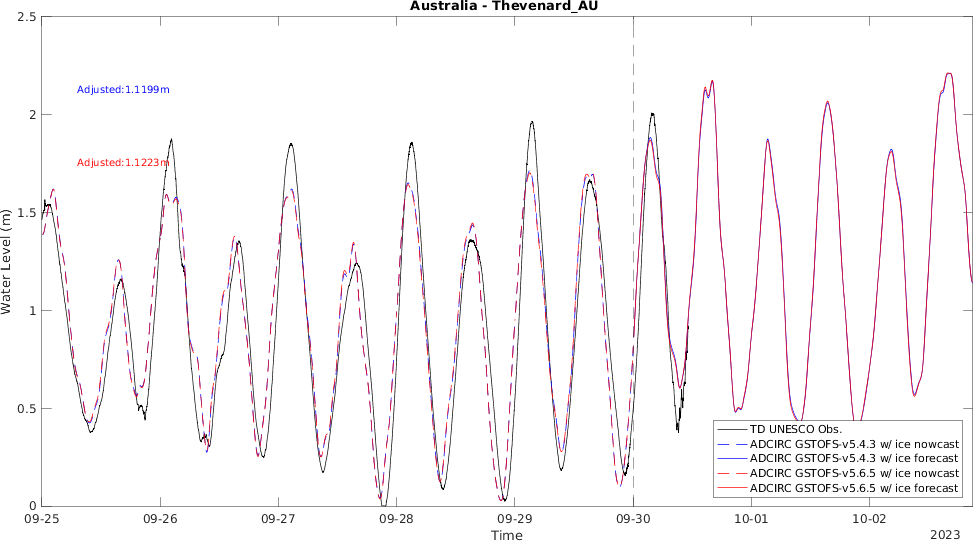 Australia - Thevenard_AU
2.5
Adjusted:1.1199m
2
Adjusted:1.1223m
1.5
Water Level (m)
1
0.5
TD UNESCO Obs.
ADCIRC GSTOFS-v5.4.3 w/ ice nowcast
ADCIRC GSTOFS-v5.4.3 w/ ice forecast
ADCIRC GSTOFS-v5.6.5 w/ ice nowcast
ADCIRC GSTOFS-v5.6.5 w/ ice forecast
0
09-25 09-26 09-27 09-28 09-29 09-30 10-01 10-02
Time
2023